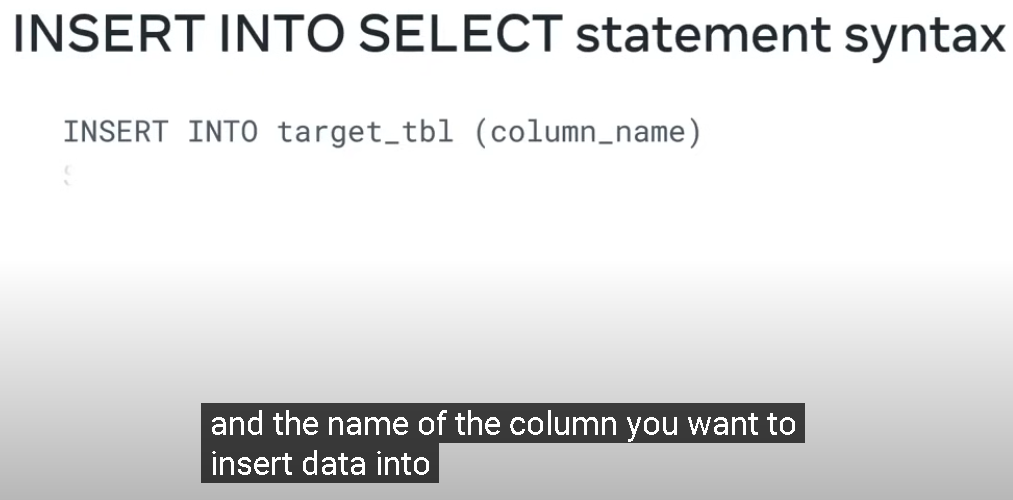 INSERT INTO SELECT statement syntax
INSERT INTO target_tbl (column_name)
and the name of the column you want to
insert data into